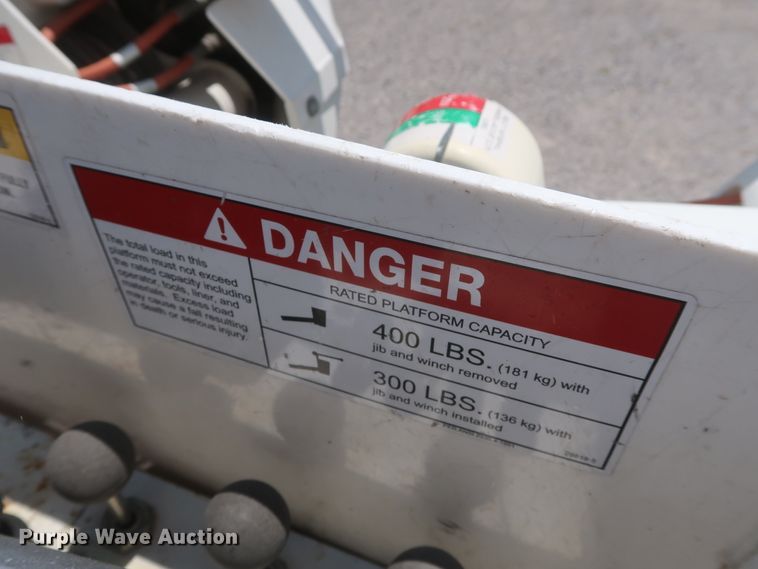 DANGER
The total load in this
platform must not exceed
the rated capacity including
operator, tools, liner, and
materials. Excess load
may cause a fall resulting
in death or serious injury.
RATED PLATFORM CAPACITY
400 LBS. (181 kg) with
jib and winch removed
300 LBS. (136 kg) with
jib and winch installed
Purple Wave Auction